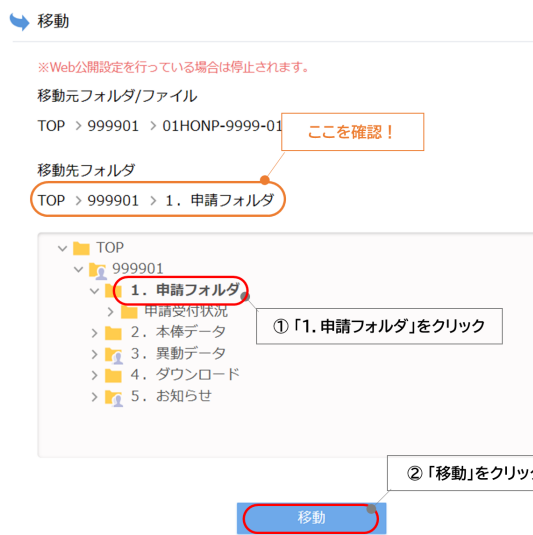 移動
※Web公開設定を行っている場合は停止されます。
移動元フォルダ/ファイル
TOP > 999901 > 01HONP-9999-01
ここを確認！
移動先フォルダ
TOP > 999901 > 1．申請フォルダ
TOP
999901
1．申請フォルダ
申請受付状況
① 「1．申請フォルダ」をクリック
2．本俸データ
3．異動データ
4．ダウンロード
5．お知らせ
② 「移動」をクリック
移動